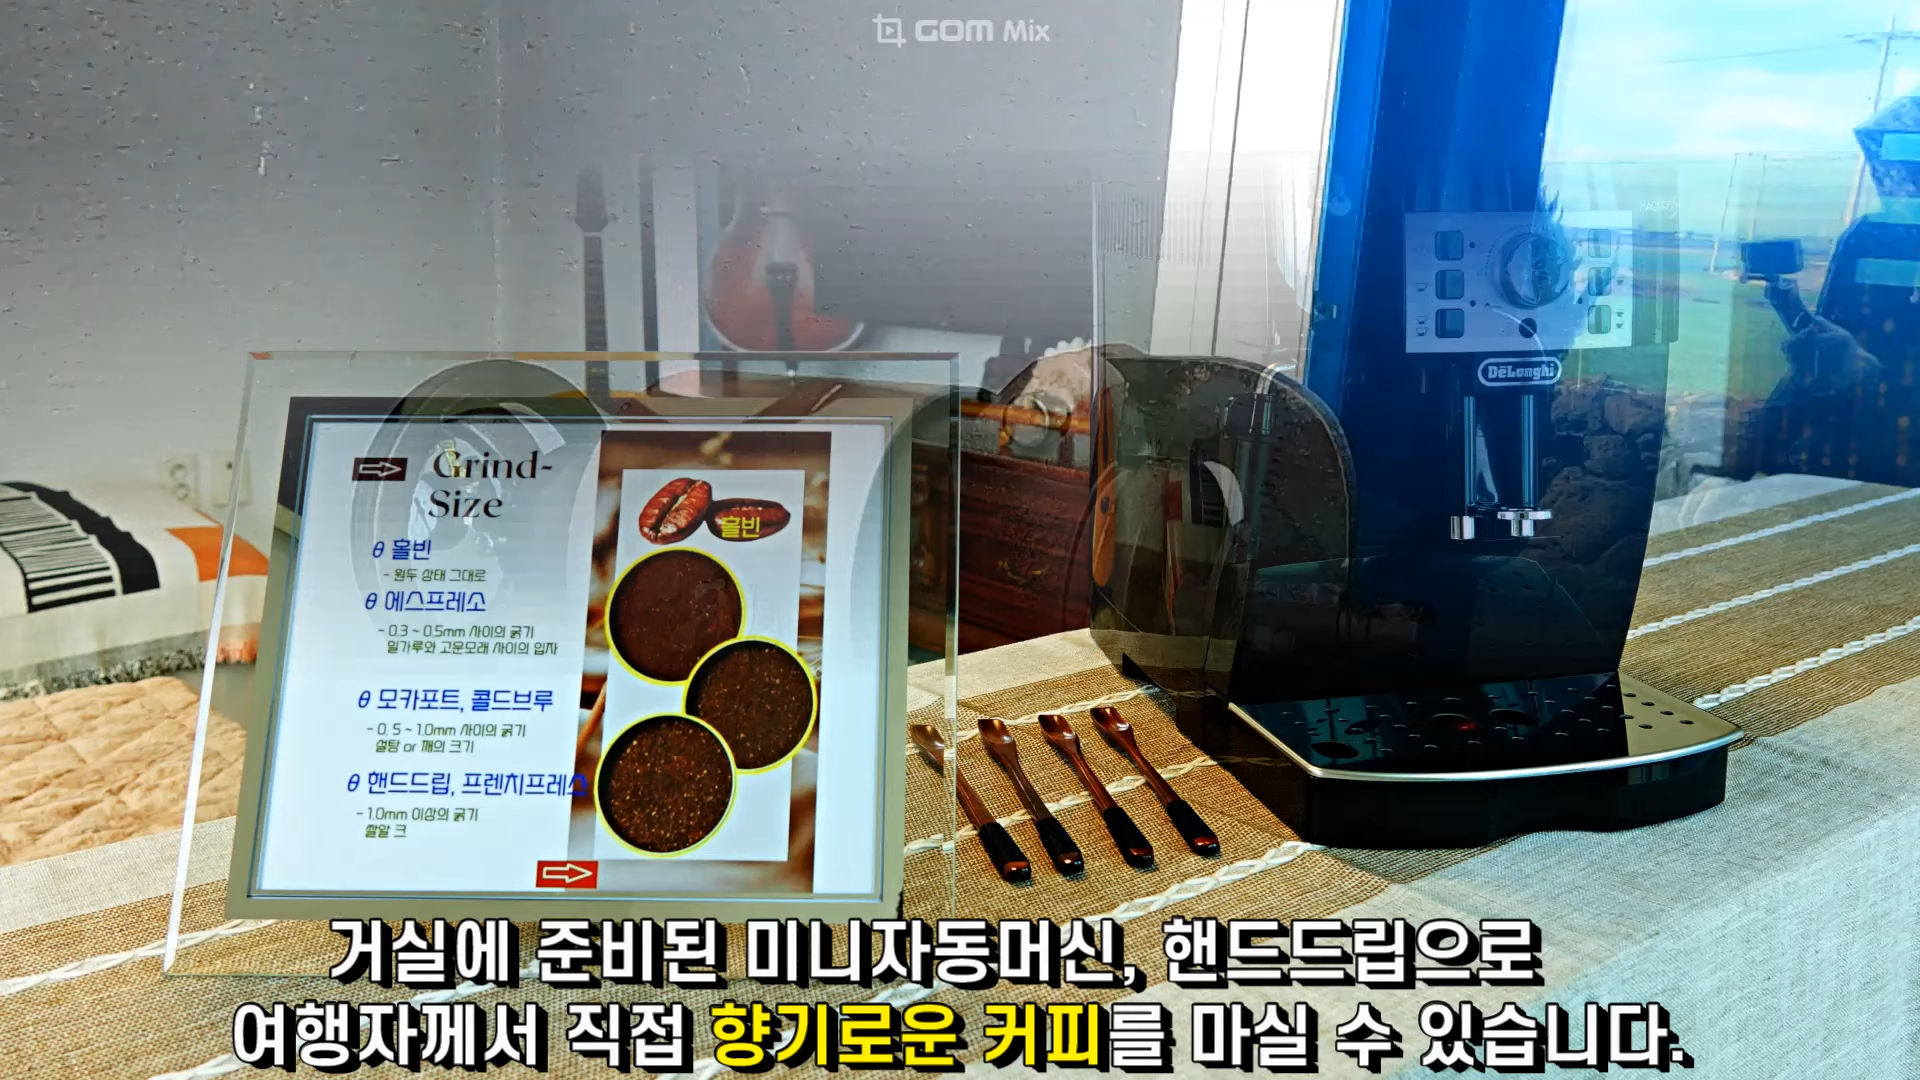 GOM Mix
DeLonghi
Grind-
Size
홀빈
θ 홀빈
- 원두 상태 그대로
θ 에스프레소
- 0.3 ~ 0.5mm 사이의 굵기
밀가루와 고운모래 사이의 입자
θ 모카포트, 콜드브루
- 0.5 ~ 1.0mm 사이의 굵기
설탕 or 깨의 크기
θ 핸드드립, 프렌치프레소
- 1.0mm 이상의 굵기
쌀알 크
거실에 준비된 미니자동머신, 핸드드립으로
여행자께서 직접 향기로운 커피를 마실 수 있습니다.